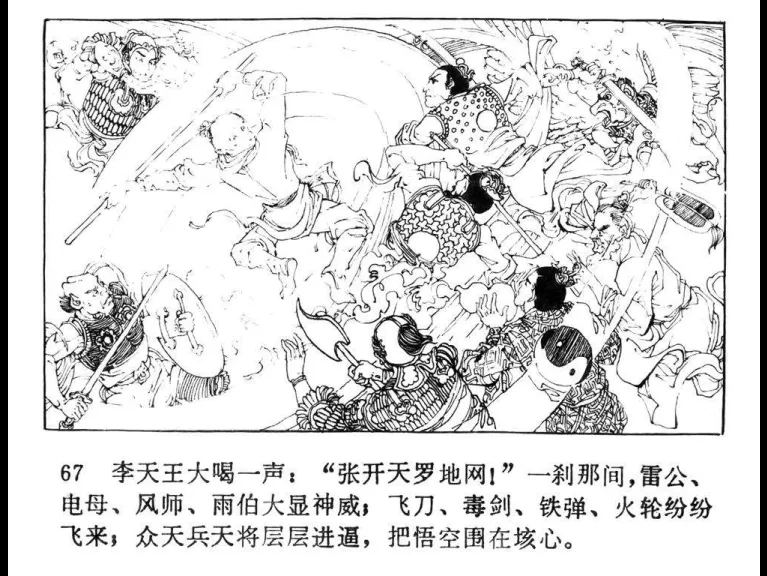 67 李天王大喝一声：“张开天罗地网！”一刹那间，雷公、
电母、风师、雨伯大显神威；飞刀、毒剑、铁弹、火轮纷纷
飞来；众天兵天将层层进逼，把悟空围在垓心。